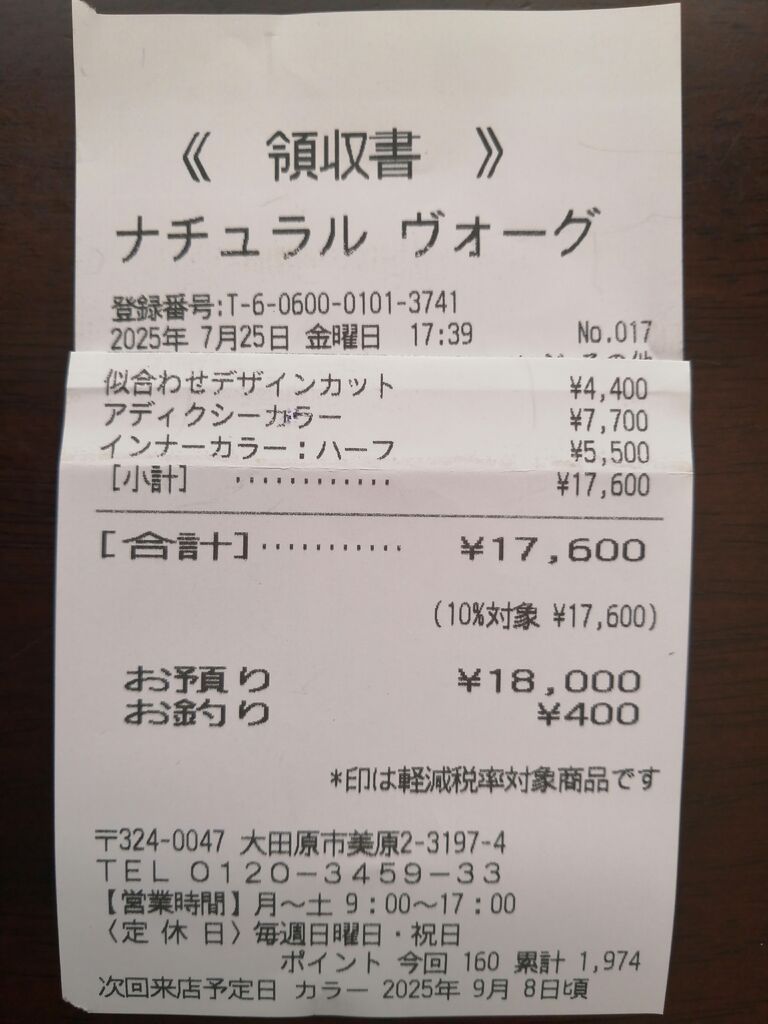 《 領収書 》
ナチュラル ヴォーグ
登録番号:T-6-0600-0101-3741
2025年 7月25日 金曜日 17:39 No.017
似合わせデザインカット ¥4,400
アディクシーカラー ¥7,700
インナーカラー:ハーフ ¥5,500
[小計] ············ ¥17,600
[合計]··········· ¥17,600
(10%対象 ¥17,600)
お預り ¥18,000
お釣り ¥400
*印は軽減税率対象商品です
〒324-0047 大田原市美原2-3197-4
TEL 0120-3459-33
【営業時間】月～土 9:00～17:00
〈定 休 日〉毎週日曜日・祝日
ポイント 今回 160 累計 1,974
次回来店予定日 カラー 2025年 9月 8日頃